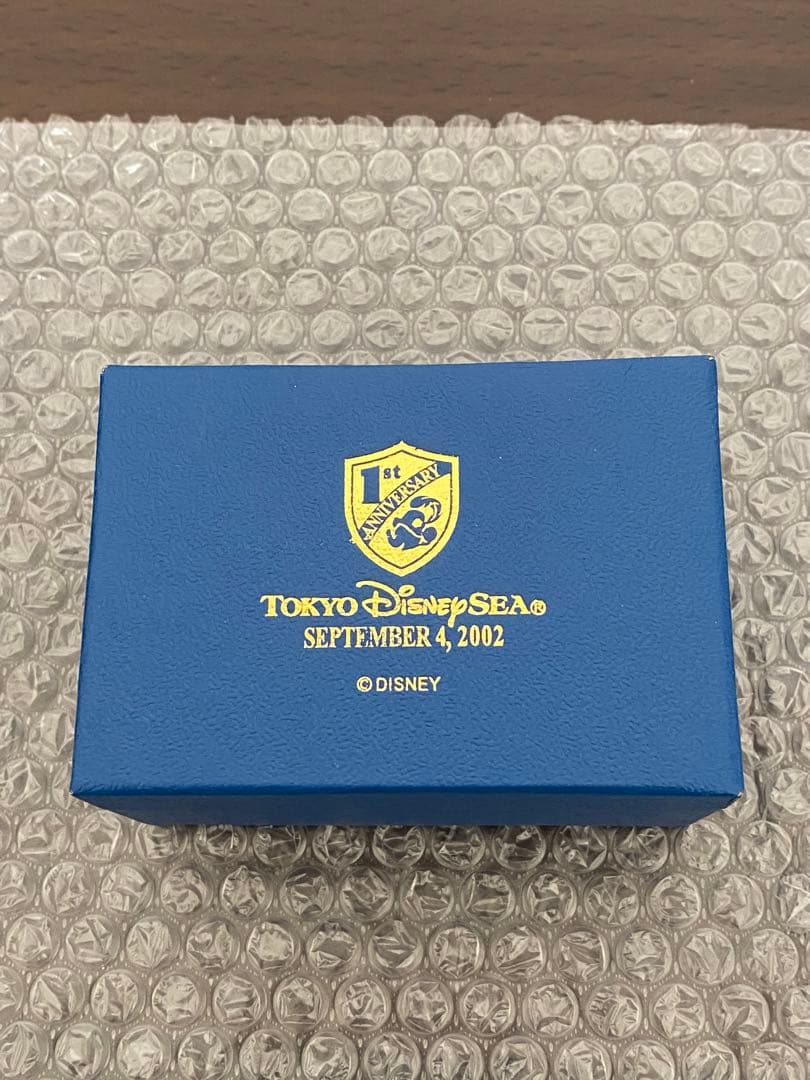 1st
ANNIVERSARY
TOKYO DISNEYSEA®
SEPTEMBER 4, 2002
© DISNEY